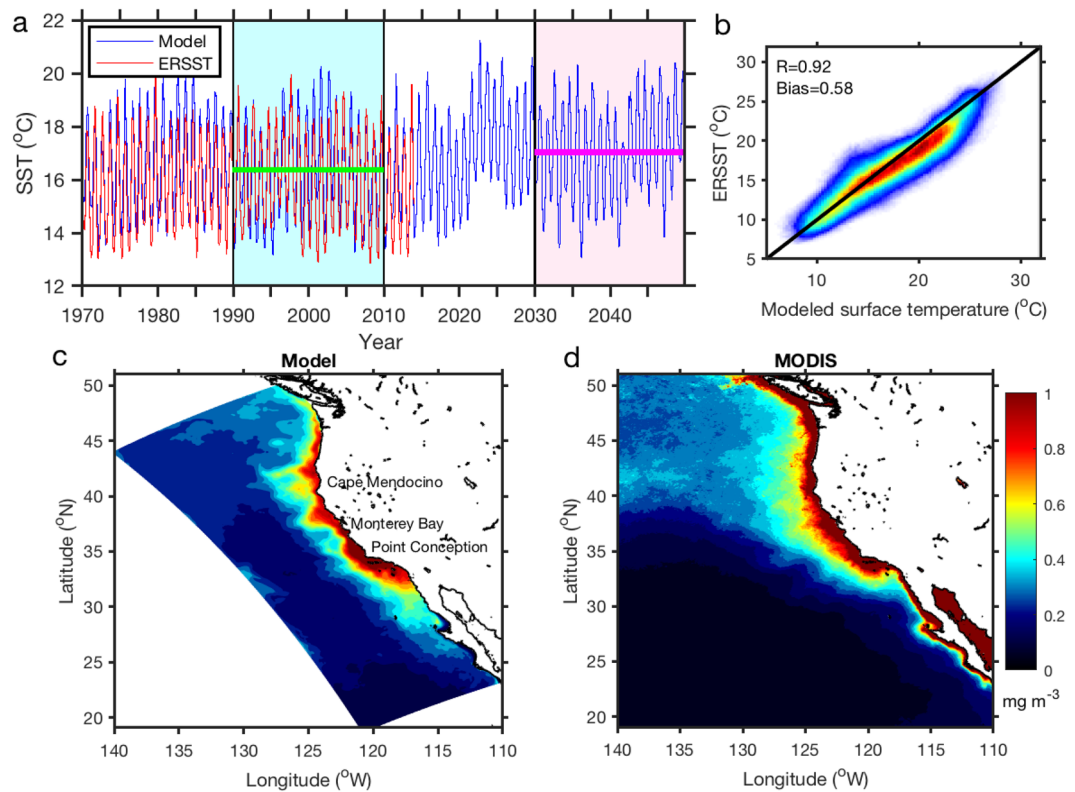 a
22
20
18
16
14
12
SST (°C)
Model
ERSST
1970
1980
1990
2000
2010
2020
2030
2040
Year
b
R=0.92
Bias=0.58
30
25
20
15
10
5
ERSST (°C)
10
20
30
Modeled surface temperature (°C)
c
Model
50
45
40
35
30
25
20
Latitude (°N)
Cape Mendocino
Monterey Bay
Point Conception
140
135
130
125
120
115
110
Longitude (°W)
d
MODIS
50
45
40
35
30
25
20
Latitude (°N)
140
135
130
125
120
115
110
Longitude (°W)
1
0.8
0.6
0.4
0.2
0
mg m⁻³